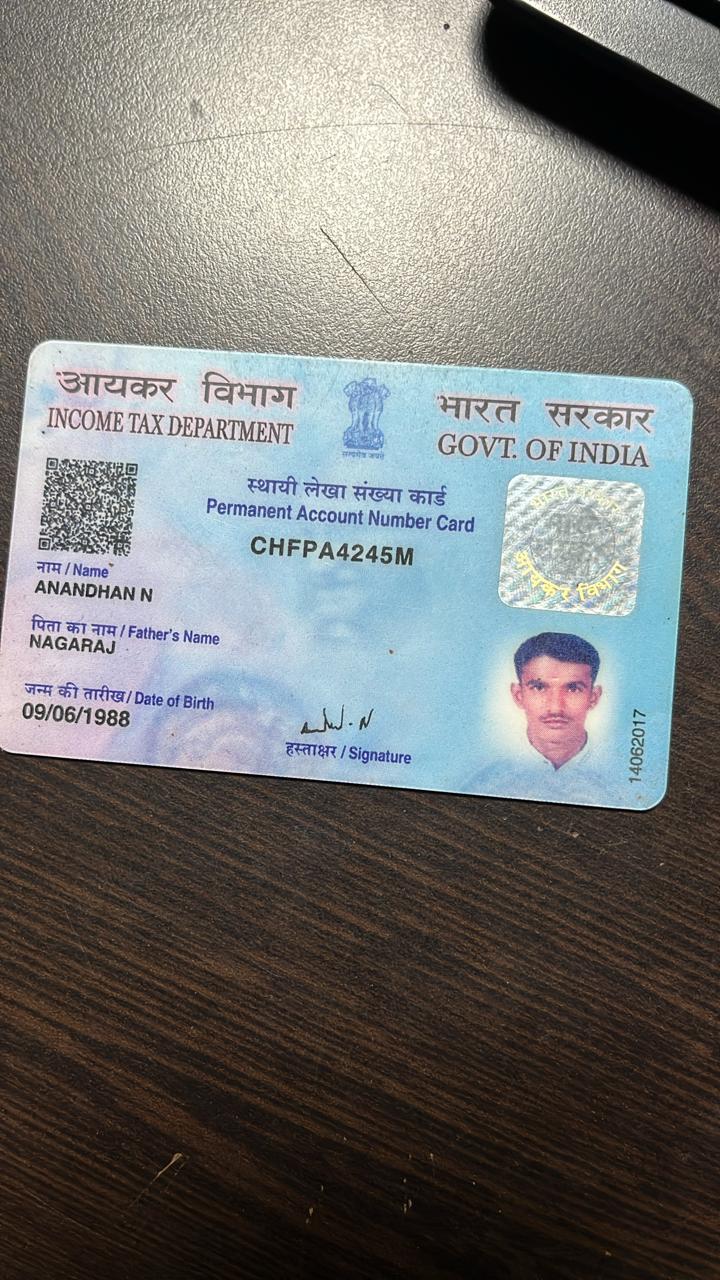 आयकर विभाग
INCOME TAX DEPARTMENT
सत्यमेव जयते
भारत सरकार
GOVT. OF INDIA
स्थायी लेखा संख्या कार्ड
Permanent Account Number Card
CHFPA4245M
आयकर विभाग
नाम / Name
ANANDHAN N
पिता का नाम / Father's Name
NAGARAJ
जन्म की तारीख / Date of Birth
09/06/1988
हस्ताक्षर / Signature
14062017